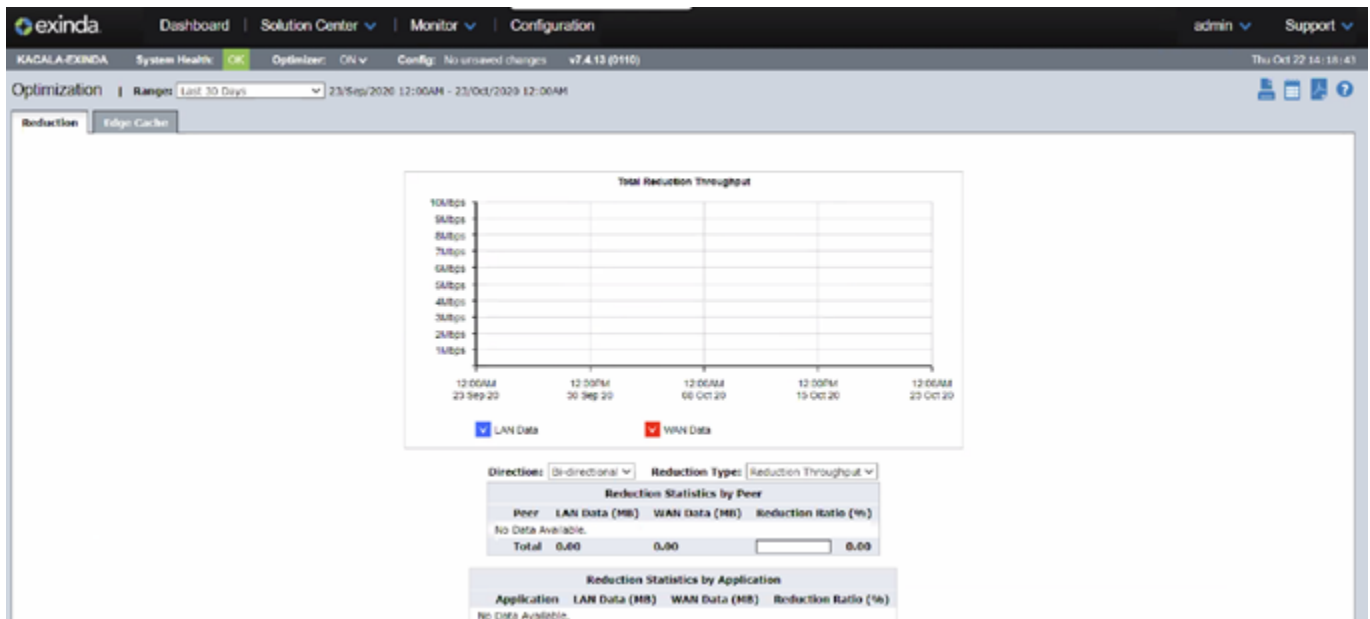 exinda Dashboard | Solution Center | Monitor | Configuration admin Support
KACALA-EXINDA System Health: OK Optimizer: ON Config: No unsaved changes v7.4.13 (0110) Thu Oct 22 14:18:43
Optimization | Range: Last 30 Days 23/Sep/2020 12:00AM - 23/Oct/2020 12:00AM
Reduction Edge Cache
Total Reduction Throughput
10Mbps
9Mbps
8Mbps
7Mbps
6Mbps
5Mbps
4Mbps
3Mbps
2Mbps
1Mbps
12:00AM 12:00PM 12:00AM 12:00PM 12:00AM
23 Sep 20 30 Sep 20 08 Oct 20 15 Oct 20 23 Oct 20
LAN Data WAN Data
Direction: Bi-directional Reduction Type: Reduction Throughput
Reduction Statistics by Peer
Peer LAN Data (MB) WAN Data (MB) Reduction Ratio (%)
No Data Available.
Total 0.00 0.00 0.00
Reduction Statistics by Application
Application LAN Data (MB) WAN Data (MB) Reduction Ratio (%)
No Data Available.